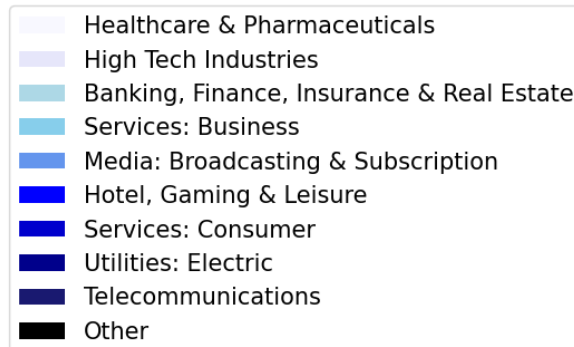 Healthcare & Pharmaceuticals
High Tech Industries
Banking, Finance, Insurance & Real Estate
Services: Business
Media: Broadcasting & Subscription
Hotel, Gaming & Leisure
Services: Consumer
Utilities: Electric
Telecommunications
Other